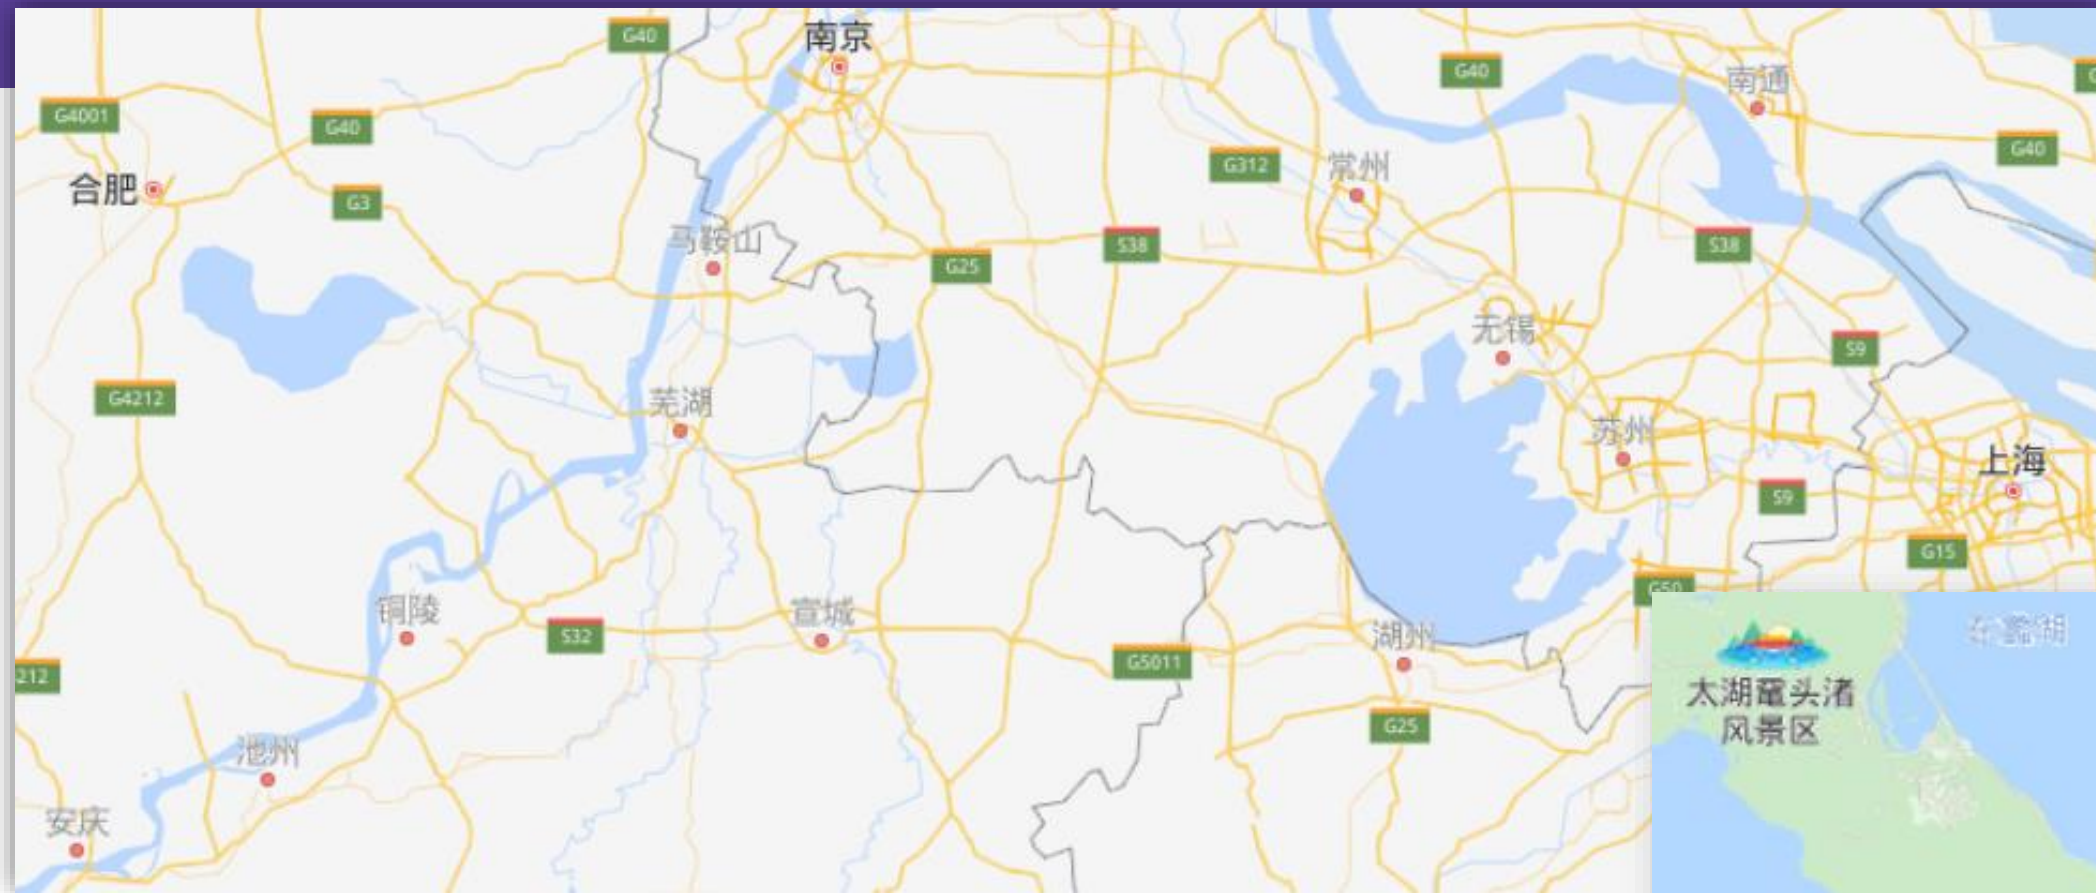 G40
南京
G40
南通
G4001
G40
G40
G312
常州
合肥
G3
马鞍山
G25
S38
S38
无锡
S9
G4212
芜湖
苏州
上海
S9
G15
G50
铜陵
S32
宣城
湖州
G5011
212
太湖鼋头渚
风景区
G25
池州
安庆